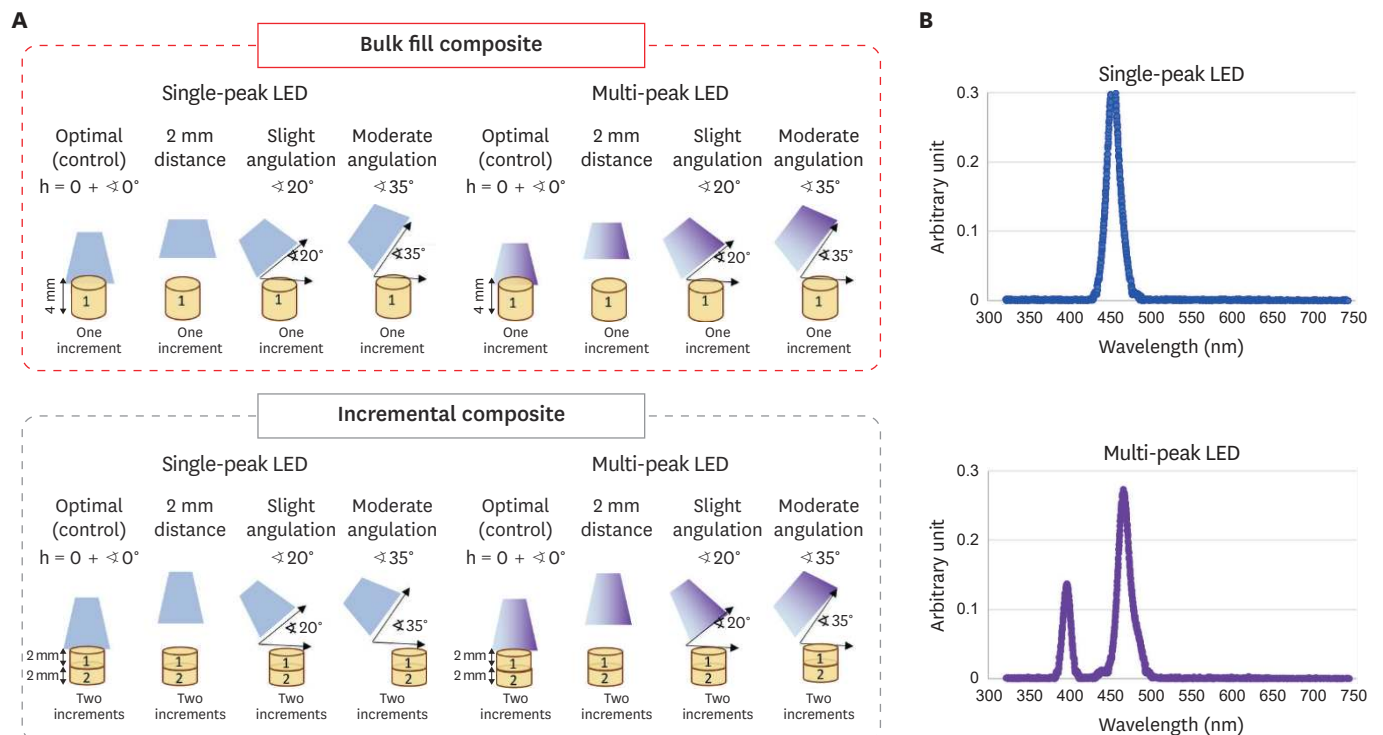 A
Bulk fill composite
Single-peak LED
Multi-peak LED
Optimal
(control)
h = 0 + ∢0°
2 mm
distance
Slight
angulation
∢20°
Moderate
angulation
∢35°
Optimal
(control)
h = 0 + ∢0°
2 mm
distance
Slight
angulation
∢20°
Moderate
angulation
∢35°
4 mm
1
1
∢20°
1
∢35°
1
4 mm
1
1
∢20°
1
∢35°
1
One
increment
One
increment
One
increment
One
increment
One
increment
One
increment
One
increment
One
increment
Incremental composite
Single-peak LED
Multi-peak LED
Optimal
(control)
h = 0 + ∢0°
2 mm
distance
Slight
angulation
∢20°
Moderate
angulation
∢35°
Optimal
(control)
h = 0 + ∢0°
2 mm
distance
Slight
angulation
∢20°
Moderate
angulation
∢35°
2 mm
2 mm
1
2
1
2
∢20°
1
2
∢35°
1
2
2 mm
2 mm
1
2
1
2
∢20°
1
2
∢35°
1
2
Two
increments
Two
increments
Two
increments
Two
increments
Two
increments
Two
increments
Two
increments
Two
increments
B
Single-peak LED
Arbitrary unit
0.3
0.2
0.1
0
300 350 400 450 500 550 600 650 700 750
Wavelength (nm)
Multi-peak LED
Arbitrary unit
0.3
0.2
0.1
0
300 350 400 450 500 550 600 650 700 750
Wavelength (nm)